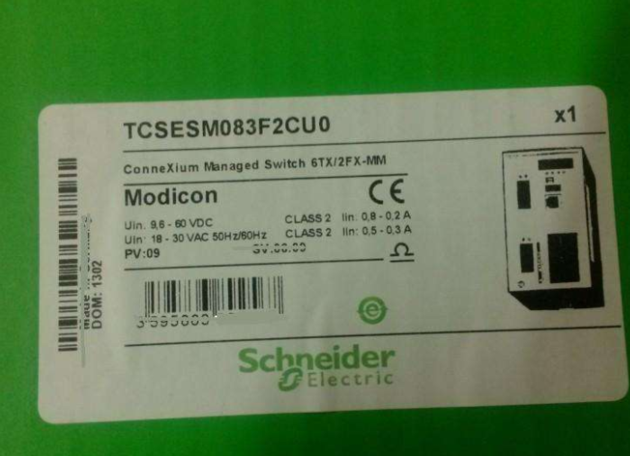 TCSESM083F2CU0
x1
ConneXium Managed Switch 6TX/2FX-MM
Modicon
CE
Uin: 9,6 - 60 VDC CLASS 2 Iin: 0,8 - 0,2 A
Uin: 18 - 30 VAC 50Hz/60Hz CLASS 2 Iin: 0,5 - 0,3 A
PV:09
DOM: 1302
Schneider
Electric